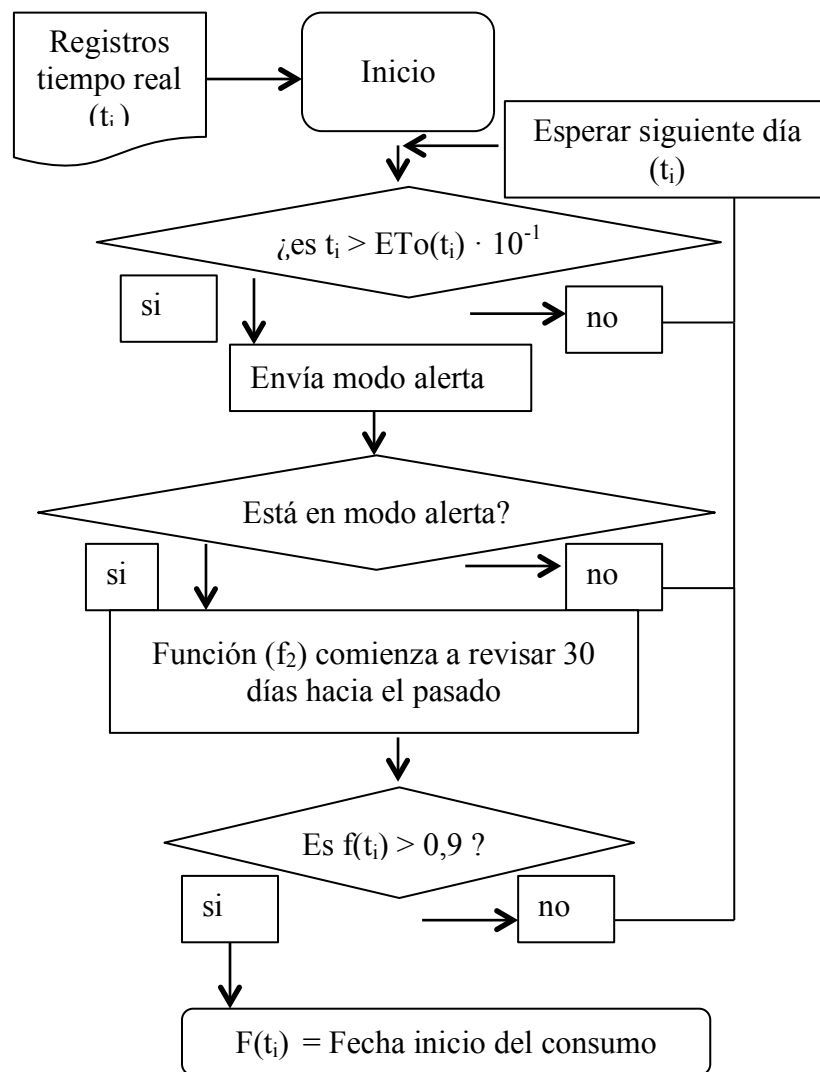 Registros
tiempo real
(tᵢ)
Inicio
Esperar siguiente día
(tᵢ)
¿es tᵢ > ETo(tᵢ) · 10⁻¹
si
no
Envía modo alerta
Está en modo alerta?
si
no
Función (f₂) comienza a revisar 30
días hacia el pasado
Es f(tᵢ) > 0,9 ?
si
no
F(tᵢ) = Fecha inicio del consumo